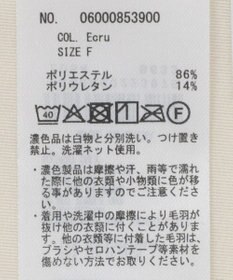 NO. 06000853900
COL. Ecru
SIZE F
ポリエステル 86%
ポリウレタン 14%
40 F
濃色品は白物と分別洗い。つけ置き
禁止。洗濯ネット使用。
・濃色製品は摩擦や汗、雨等で濡れ
た際に他の衣類や小物類に色が移
る事がありますのでご注意くださ
い。
・着用や洗濯中の摩擦により毛羽が
抜け他の衣類に付くことがありま
す。他衣類等に付着した毛羽は、
ブラシやセロハンテープ等素材を
傷めない方法でお取りください。